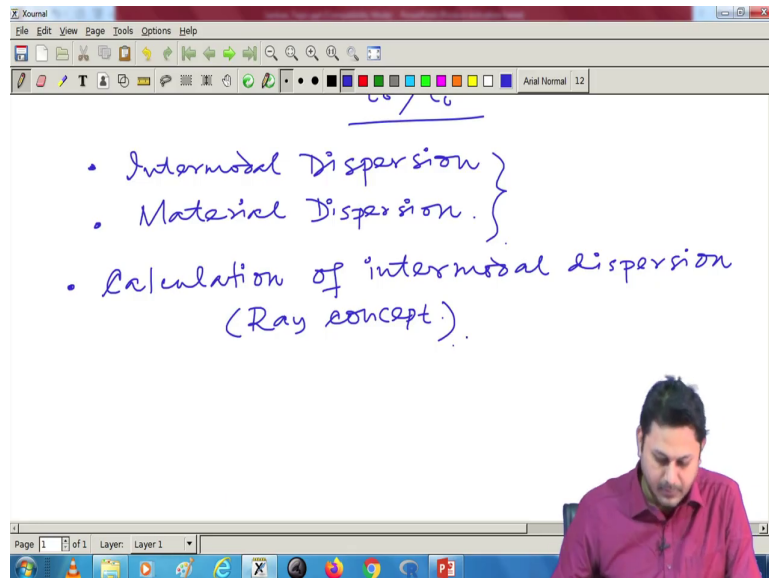 Xournal
File Edit View Page Tools Options Help
Arial Normal 12
• Intermodal Dispersion
• Material Dispersion.
• Calculation of intermodal dispersion
(Ray concept).
Page 1 of 1 Layer: Layer 1